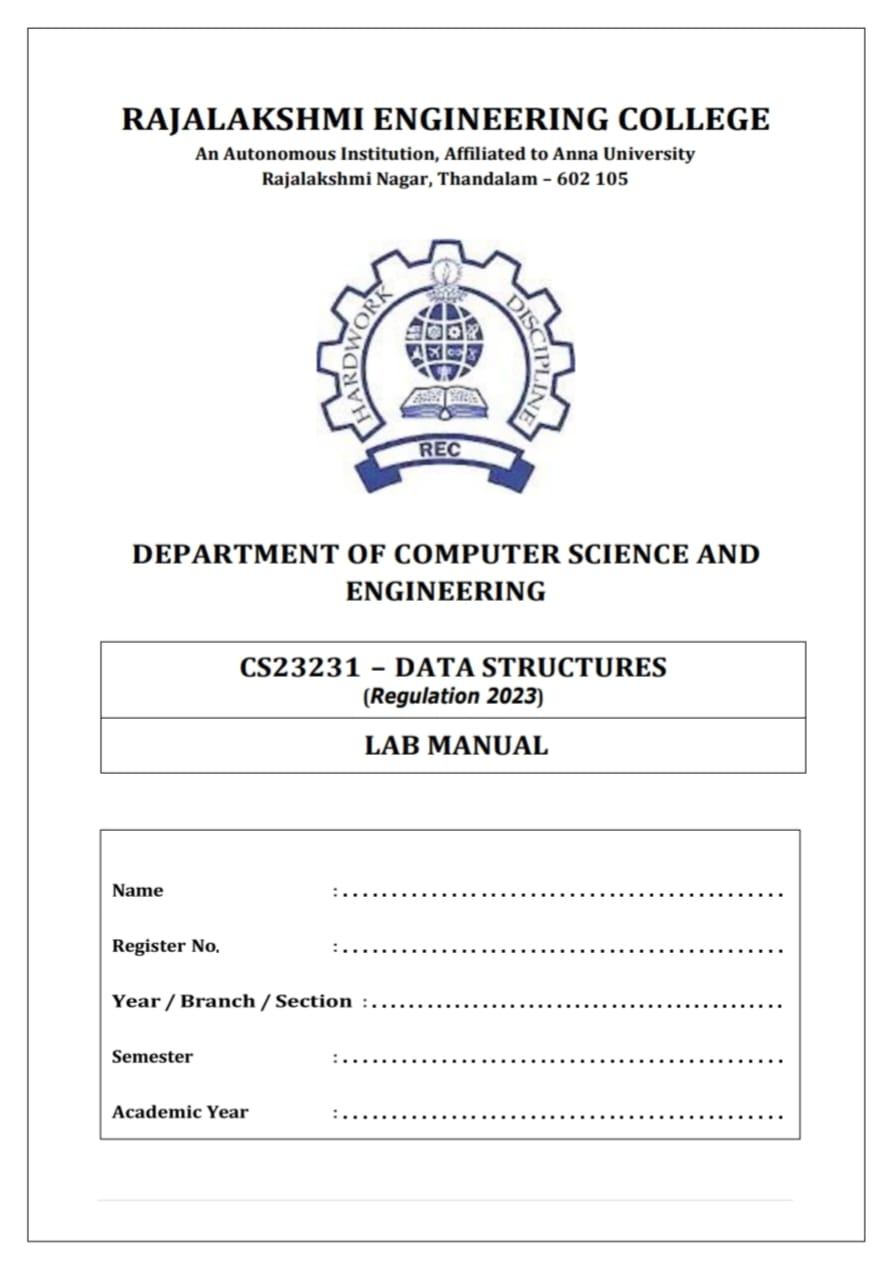 RAJALAKSHMI ENGINEERING COLLEGE
An Autonomous Institution, Affiliated to Anna University
Rajalakshmi Nagar, Thandalam – 602 105
HARDWORK
DISCIPLINE
REC
DEPARTMENT OF COMPUTER SCIENCE AND
ENGINEERING
CS23231 – DATA STRUCTURES
(Regulation 2023)
LAB MANUAL
Name : . . . . . . . . . . . . . . . . . . . . . . . . . . . . . . . . . . . . . . . . . . . . .
Register No. : . . . . . . . . . . . . . . . . . . . . . . . . . . . . . . . . . . . . . . . . . . . . .
Year / Branch / Section : . . . . . . . . . . . . . . . . . . . . . . . . . . . . . . . . . . . . . . . . . .
Semester : . . . . . . . . . . . . . . . . . . . . . . . . . . . . . . . . . . . . . . . . . . . . .
Academic Year : . . . . . . . . . . . . . . . . . . . . . . . . . . . . . . . . . . . . . . . . . . . . .